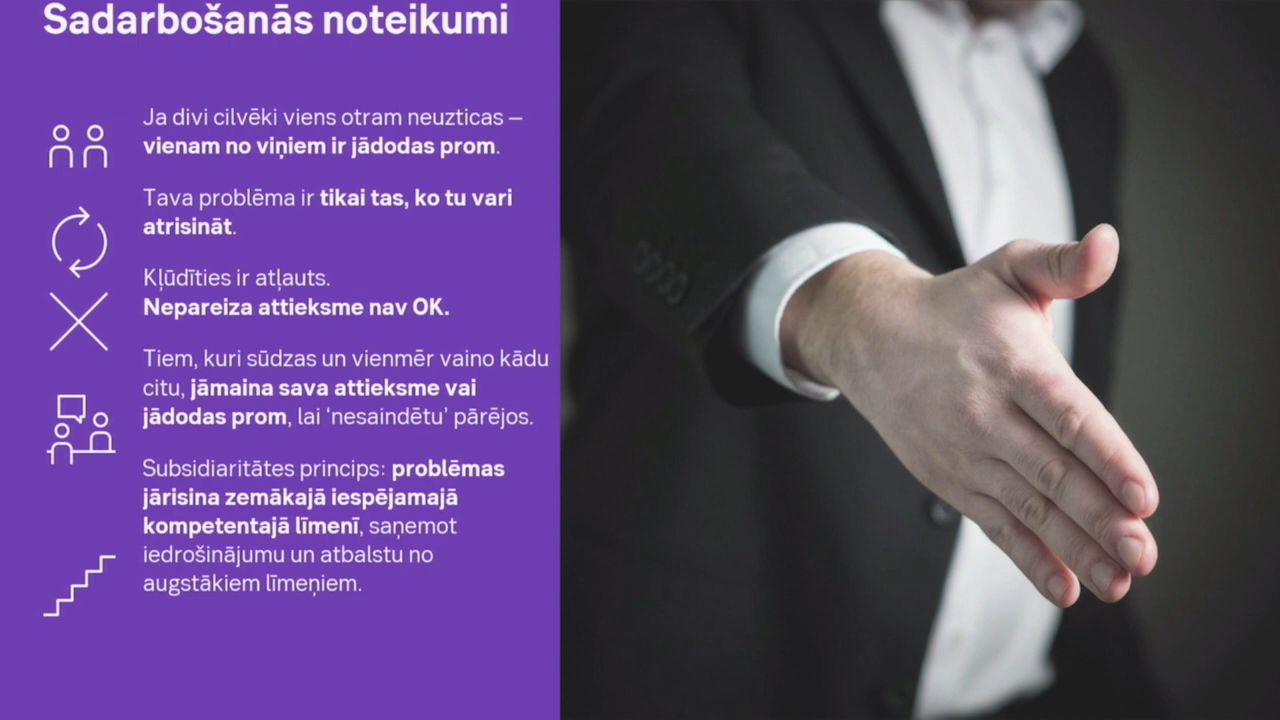 Sadarbošanās noteikumi
Ja divi cilvēki viens otram neuzticas –
vienam no viņiem ir jādodas prom.
Tava problēma ir tikai tas, ko tu vari
atrisināt.
Kļūdīties ir atļauts.
Nepareiza attieksme nav OK.
Tiem, kuri sūdzas un vienmēr vaino kādu
citu, jāmaina sava attieksme vai
jādodas prom, lai ‘nesaindētu’ pārējos.
Subsidiaritātes princips: problēmas
jārisina zemākajā iespējamajā
kompetentajā līmenī, saņemot
iedrošinājumu un atbalstu no
augstākiem līmeņiem.